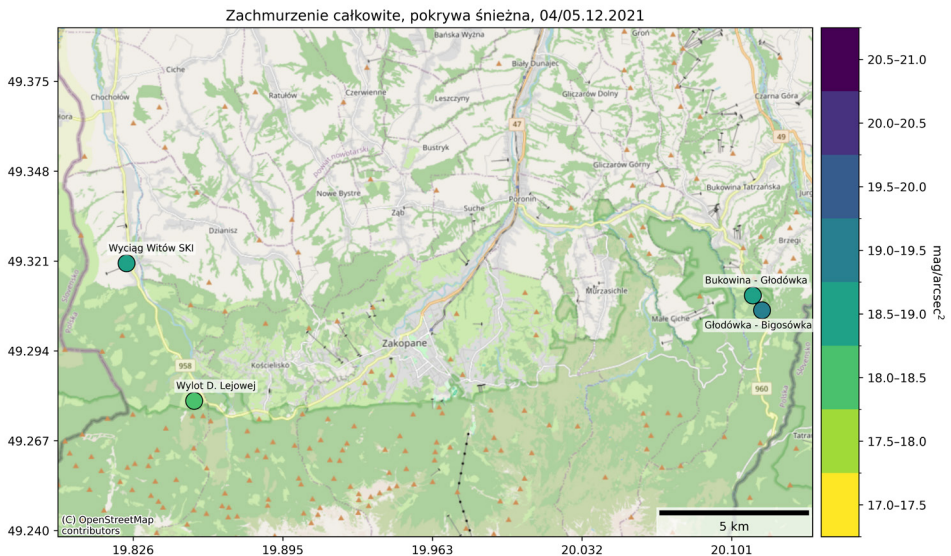 Zachmurzenie całkowite, pokrywa śnieżna, 04/05.12.2021
Bańska Wyżna
Groń
Ciche
Biały Dunajec
49.375
Chochołów
Ratułów
Czerwienne
Leszczyny
Gliczarów Dolny
Czarna Góra
47
49
Bustryk
powiat nowotarski
Gliczarów Górny
49.348
Nowe Bystre
Bukowina Tatrzańska
Ząb
Suche
Poronin
Dzianisz
Brzegi
Wyciąg Witów SKI
49.321
Murzasichle
Bukowina - Głodówka
Małe Ciche
Głodówka - Bigosówka
Zakopane
49.294
958
Kościelisko
Wylot D. Lejowej
960
49.267
Tatra
(C) OpenStreetMap
contributors
5 km
49.240
19.826
19.895
19.963
20.032
20.101
20.5–21.0
20.0–20.5
19.5–20.0
19.0–19.5
18.5–19.0
18.0–18.5
17.5–18.0
17.0–17.5
mag/arcsec²